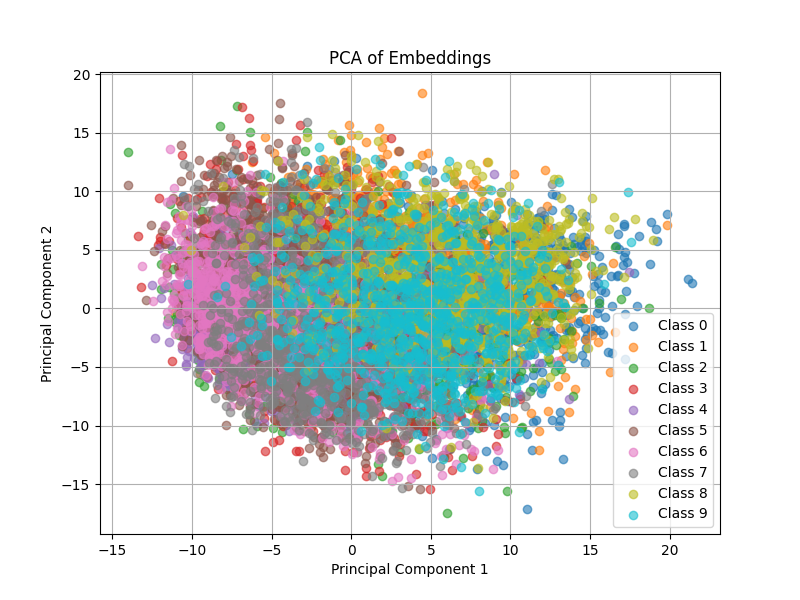 PCA of Embeddings
20
15
10
5
0
−5
−10
−15
Principal Component 2
Class 0
Class 1
Class 2
Class 3
Class 4
Class 5
Class 6
Class 7
Class 8
Class 9
−15 −10 −5 0 5 10 15 20
Principal Component 1